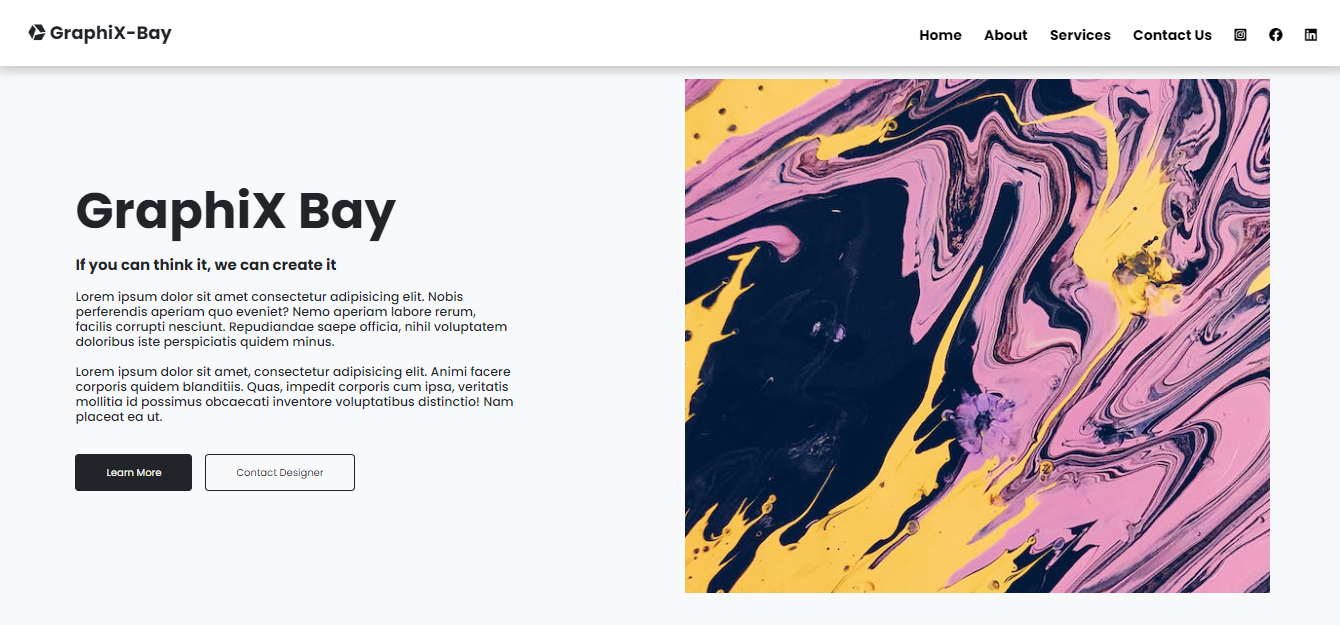 GraphiX-Bay
Home About Services Contact Us
GraphiX Bay
If you can think it, we can create it
Lorem ipsum dolor sit amet consectetur adipisicing elit. Nobis
perferendis aperiam quo eveniet? Nemo aperiam labore rerum,
facilis corrupti nesciunt. Repudiandae saepe officia, nihil voluptatem
doloribus iste perspiciatis quidem minus.
Lorem ipsum dolor sit amet, consectetur adipisicing elit. Animi facere
corporis quidem blanditiis. Quas, impedit corporis cum ipsa, veritatis
mollitia id possimus obcaecati inventore voluptatibus distinctio! Nam
placeat ea ut.
Learn More Contact Designer